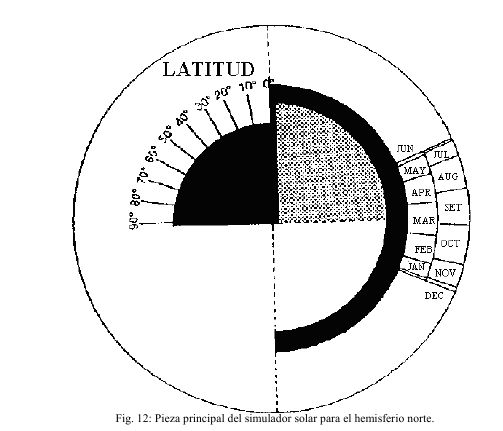 LATITUD
0°
10°
20°
30°
40°
50°
60°
70°
80°
90°
JUN
JUL
MAY
AUG
APR
SET
MAR
OCT
FEB
JAN
NOV
DEC
Fig. 12: Pieza principal del simulador solar para el hemisferio norte.